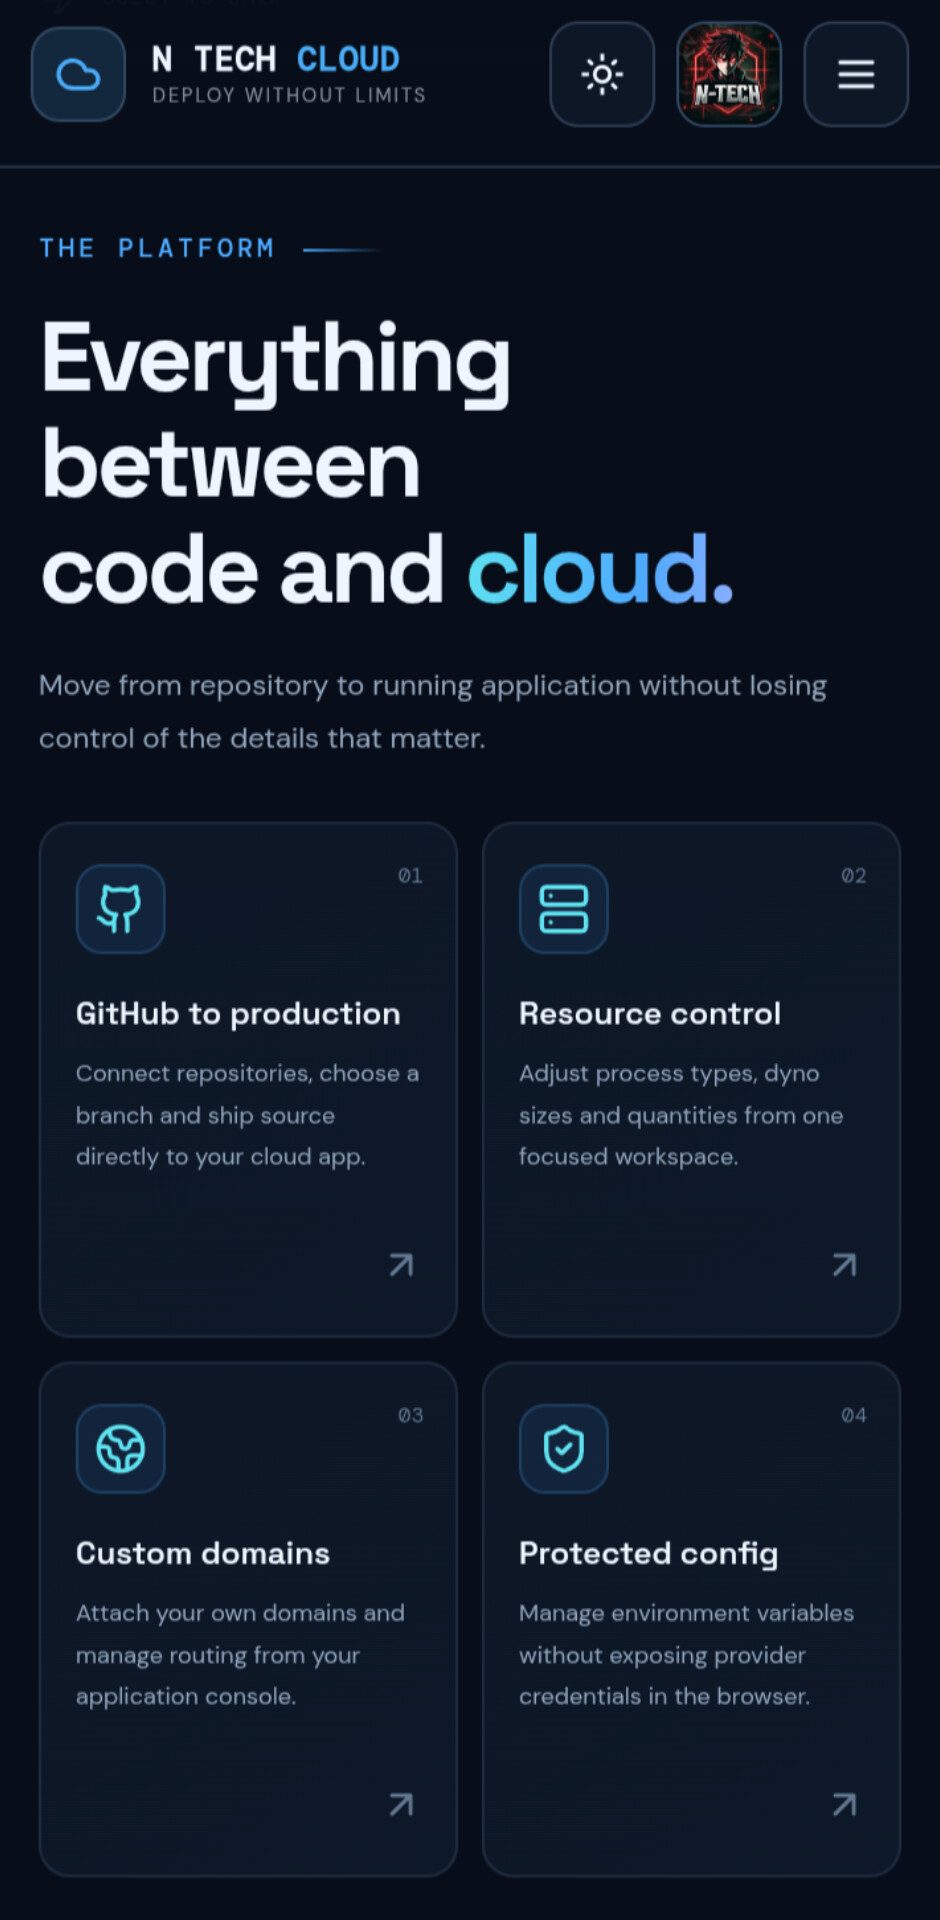 N TECH CLOUD
DEPLOY WITHOUT LIMITS
N-TECH
THE PLATFORM
Everything
between
code and cloud.
Move from repository to running application without losing
control of the details that matter.
01
GitHub to production
Connect repositories, choose a
branch and ship source
directly to your cloud app.
02
Resource control
Adjust process types, dyno
sizes and quantities from one
focused workspace.
03
Custom domains
Attach your own domains and
manage routing from your
application console.
04
Protected config
Manage environment variables
without exposing provider
credentials in the browser.